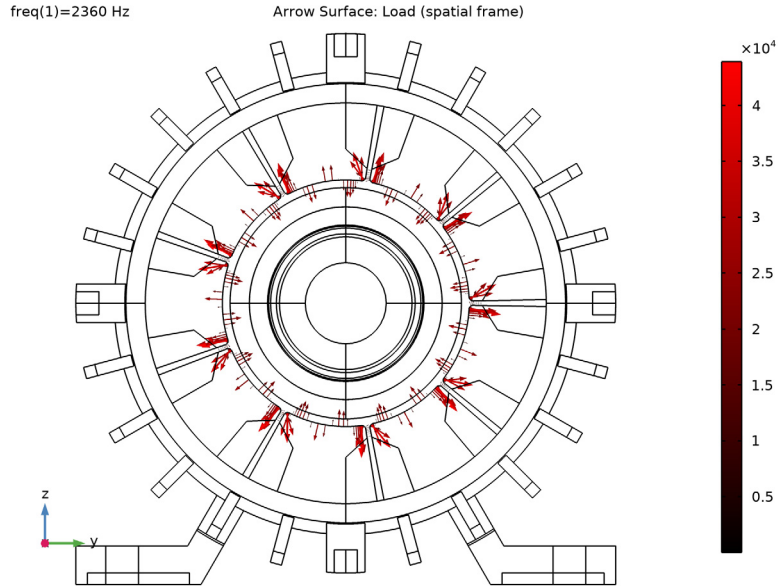 freq(1)=2360 Hz
Arrow Surface: Load (spatial frame)
×10⁴
4
3.5
3
2.5
2
1.5
1
0.5
z
y